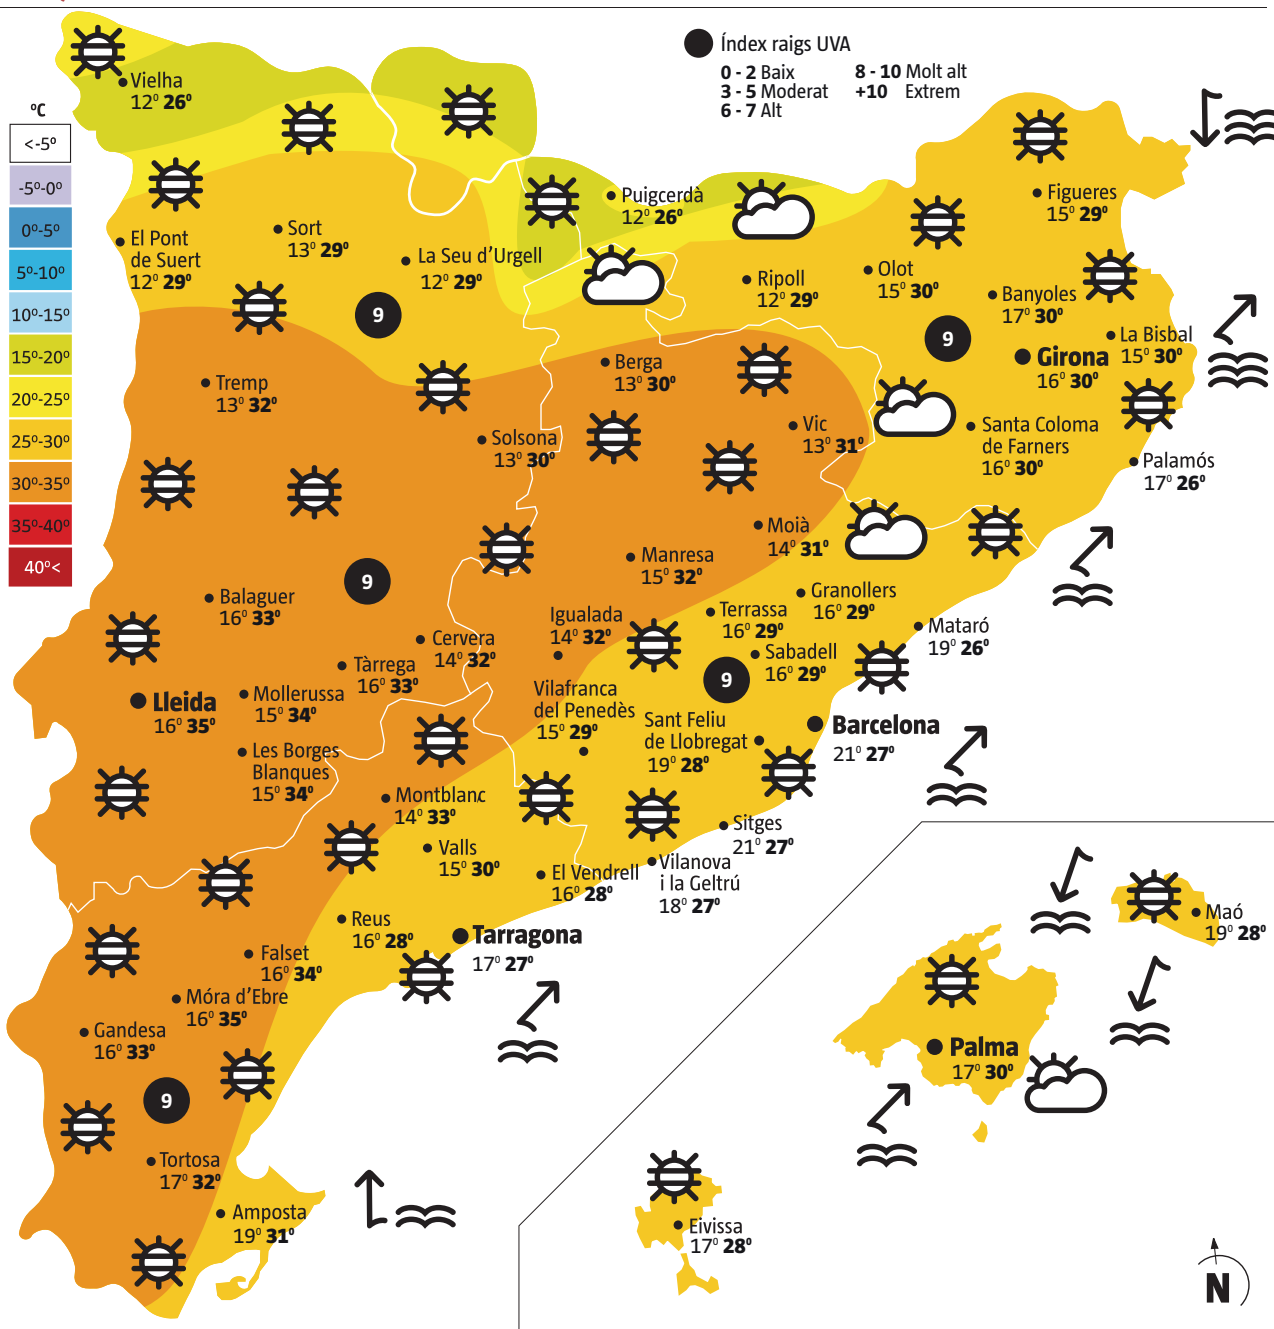 Índex raigs UVA
0 - 2 Baix
3 - 5 Moderat
6 - 7 Alt
8 - 10 Molt alt
+10 Extrem
ºC
<-5º
-5º-0º
0º-5º
5º-10º
10º-15º
15º-20º
20º-25º
25º-30º
30º-35º
35º-40º
40º<
Vielha
12º 26º
Puigcerdà
12º 26º
Figueres
15º 29º
El Pont
de Suert
12º 29º
Sort
13º 29º
La Seu d'Urgell
12º 29º
Ripoll
12º 29º
Olot
15º 30º
Banyoles
17º 30º
9
9
La Bisbal
15º 30º
Girona
16º 30º
Berga
13º 30º
Tremp
13º 32º
Solsona
13º 30º
Vic
13º 31º
Santa Coloma
de Farners
16º 30º
Palamós
17º 26º
Moià
14º 31º
Manresa
15º 32º
9
Balaguer
16º 33º
Granollers
16º 29º
Terrassa
16º 29º
Igualada
14º 32º
Mataró
19º 26º
Cervera
14º 32º
Sabadell
16º 29º
Tàrrega
16º 33º
9
Lleida
16º 35º
Mollerussa
15º 34º
Vilafranca
del Penedès
15º 29º
Sant Feliu
de Llobregat
19º 28º
Barcelona
21º 27º
Les Borges
Blanques
15º 34º
Montblanc
14º 33º
Valls
15º 30º
Sitges
21º 27º
El Vendrell
16º 28º
Vilanova
i la Geltrú
18º 27º
Reus
16º 28º
Tarragona
17º 27º
Falset
16º 34º
Móra d'Ebre
16º 35º
Gandesa
16º 33º
9
Tortosa
17º 32º
Amposta
19º 31º
Maó
19º 28º
Palma
17º 30º
Eivissa
17º 28º
N